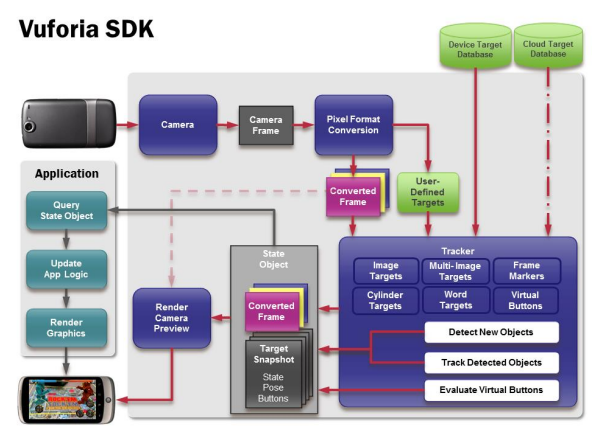 Vuforia SDK
Device Target
Database
Cloud Target
Database
Camera
Camera
Frame
Pixel Format
Conversion
Application
Query
State Object
Update
App Logic
Render
Graphics
Converted
Frame
User-
Defined
Targets
State
Object
Converted
Frame
Target
Snapshot
State
Pose
Buttons
Render
Camera
Preview
Tracker
Image
Targets
Multi-Image
Targets
Frame
Markers
Cylinder
Targets
Word
Targets
Virtual
Buttons
Detect New Objects
Track Detected Objects
Evaluate Virtual Buttons